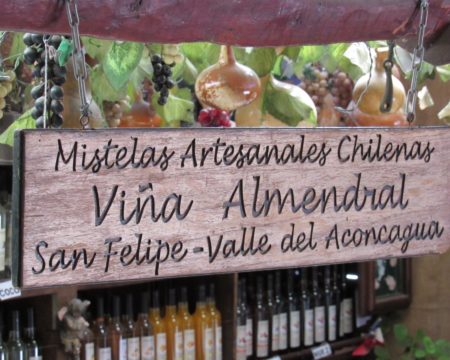 Mistelas Artesanales Chilenas
Viña Almendral
San Felipe - Valle del Aconcagua